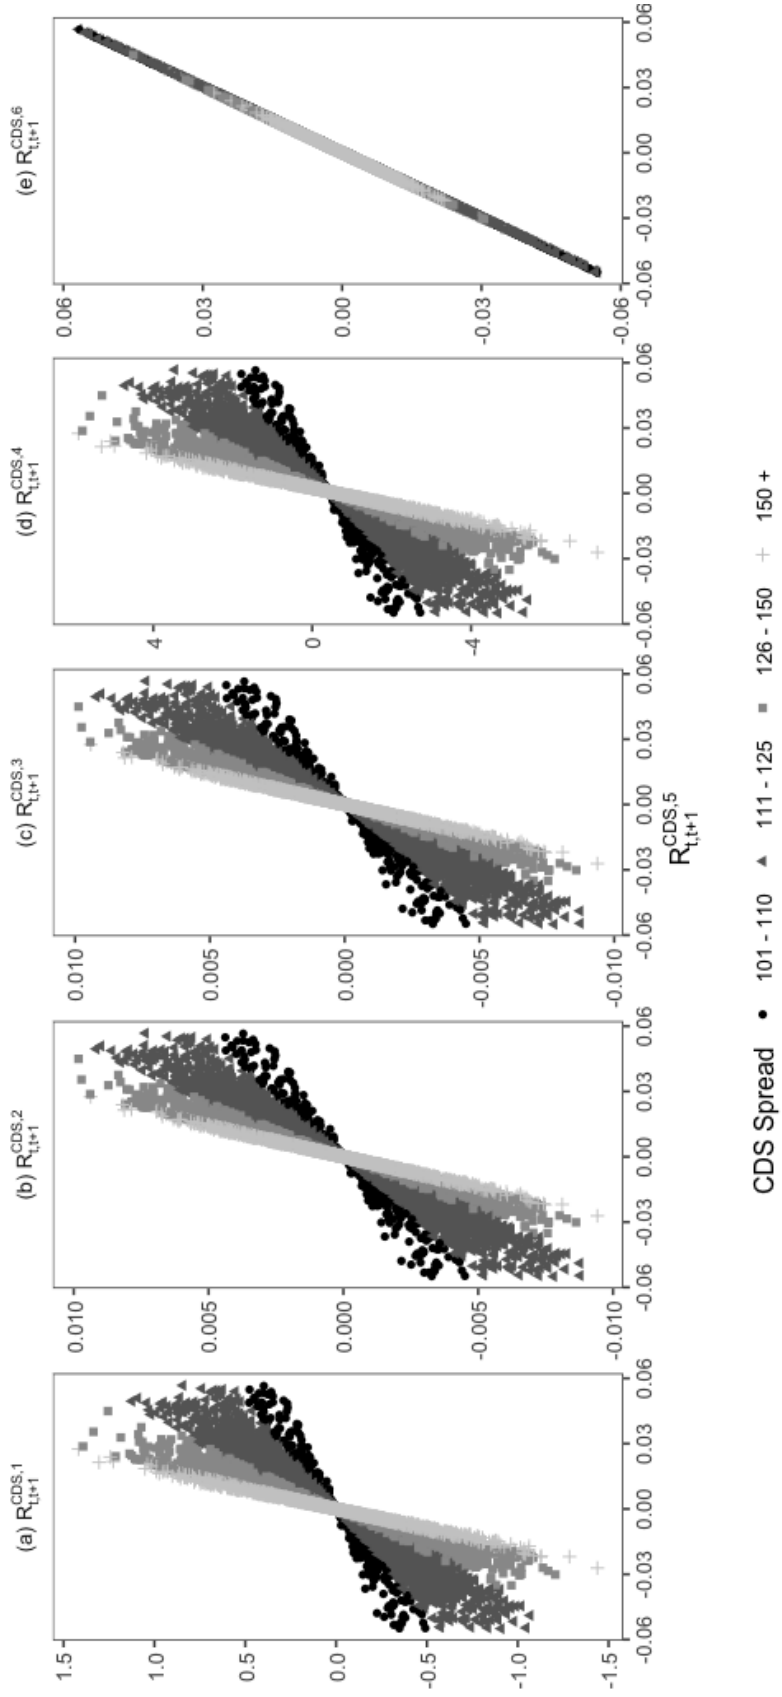 (a) R^{CDS,1}_{t,t+1}
1.5
1.0
0.5
0.0
-0.5
-1.0
-1.5
-0.06 -0.03 0.00 0.03 0.06
(b) R^{CDS,2}_{t,t+1}
0.010
0.005
0.000
-0.005
-0.010
-0.06 -0.03 0.00 0.03 0.06
(c) R^{CDS,3}_{t,t+1}
0.010
0.005
0.000
-0.005
-0.010
-0.06 -0.03 0.00 0.03 0.06
(d) R^{CDS,4}_{t,t+1}
4
0
-4
-0.06 -0.03 0.00 0.03 0.06
(e) R^{CDS,6}_{t,t+1}
0.06
0.03
0.00
-0.03
-0.06
-0.06 -0.03 0.00 0.03 0.06
R^{CDS,5}_{t,t+1}
CDS Spread 101 - 110 111 - 125 126 - 150 150 +